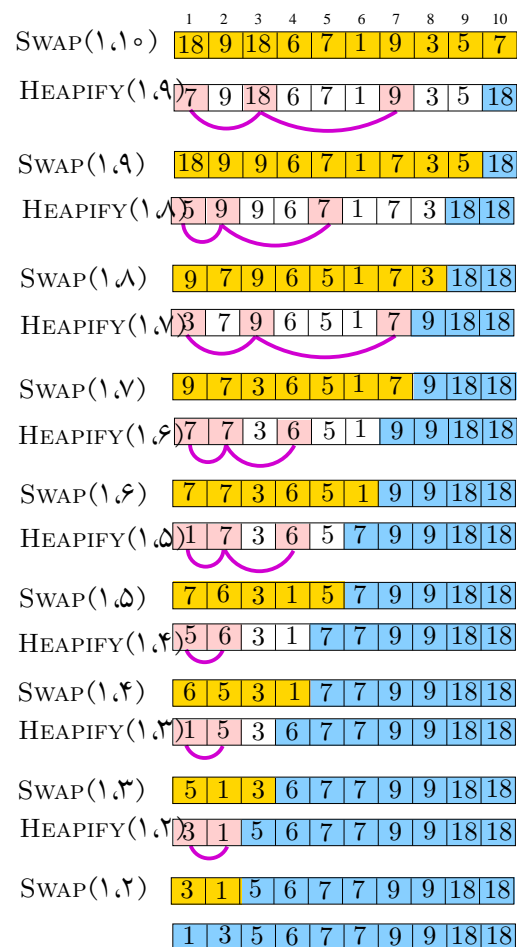 1 2 3 4 5 6 7 8 9 10
SWAP(۱,۱۰) 18 9 18 6 7 1 9 3 5 7
HEAPIFY(۱,۹) 7 9 18 6 7 1 9 3 5 18
SWAP(۱,۹) 18 9 9 6 7 1 7 3 5 18
HEAPIFY(۱,۸) 5 9 9 6 7 1 7 3 18 18
SWAP(۱,۸) 9 7 9 6 5 1 7 3 18 18
HEAPIFY(۱,۷) 3 7 9 6 5 1 7 9 18 18
SWAP(۱,۷) 9 7 3 6 5 1 7 9 18 18
HEAPIFY(۱,۶) 7 7 3 6 5 1 9 9 18 18
SWAP(۱,۶) 7 7 3 6 5 1 9 9 18 18
HEAPIFY(۱,۵) 1 7 3 6 5 7 9 9 18 18
SWAP(۱,۵) 7 6 3 1 5 7 9 9 18 18
HEAPIFY(۱,۴) 5 6 3 1 7 7 9 9 18 18
SWAP(۱,۴) 6 5 3 1 7 7 9 9 18 18
HEAPIFY(۱,۳) 1 5 3 6 7 7 9 9 18 18
SWAP(۱,۳) 5 1 3 6 7 7 9 9 18 18
HEAPIFY(۱,۲) 3 1 5 6 7 7 9 9 18 18
SWAP(۱,۲) 3 1 5 6 7 7 9 9 18 18
1 3 5 6 7 7 9 9 18 18